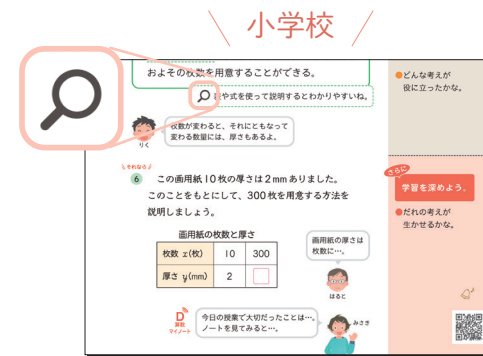 小学校
およその枚数を用意することができる。
や式を使って説明するとわかりやすいね。
枚数が変わると、それにともなって
変わる数量には、厚さもあるよ。
りく
それなら
6 この画用紙10枚の厚さは2mmありました。
このことをもとにして、300枚を用意する方法を
説明しましょう。
画用紙の枚数と厚さ
枚数 x(枚) 10 300
厚さ y(mm) 2
画用紙の厚さは
枚数に…。
はると
D
算数
マイノート
今日の授業で大切だったことは…。
ノートを見てみると…。
みさき
●どんな考えが
役に立ったかな。
さらに
学習を深めよう。
●だれの考えが
生かせるかな。